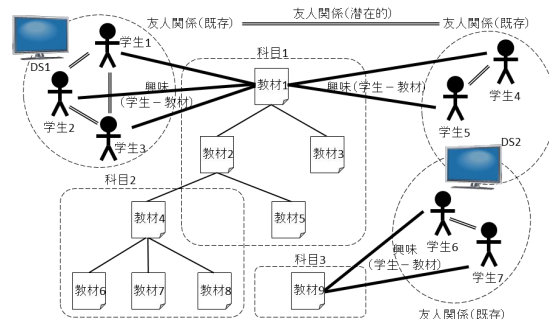 友人関係(既存)
友人関係(潜在的)
友人関係(既存)
DS1
学生1
学生2
学生3
科目1
教材1
興味
(学生－教材)
興味(学生－教材)
学生4
学生5
DS2
教材2
教材3
科目2
教材4
教材5
学生6
学生7
興味
(学生－教材)
科目3
教材6
教材7
教材8
教材9
友人関係(既存)